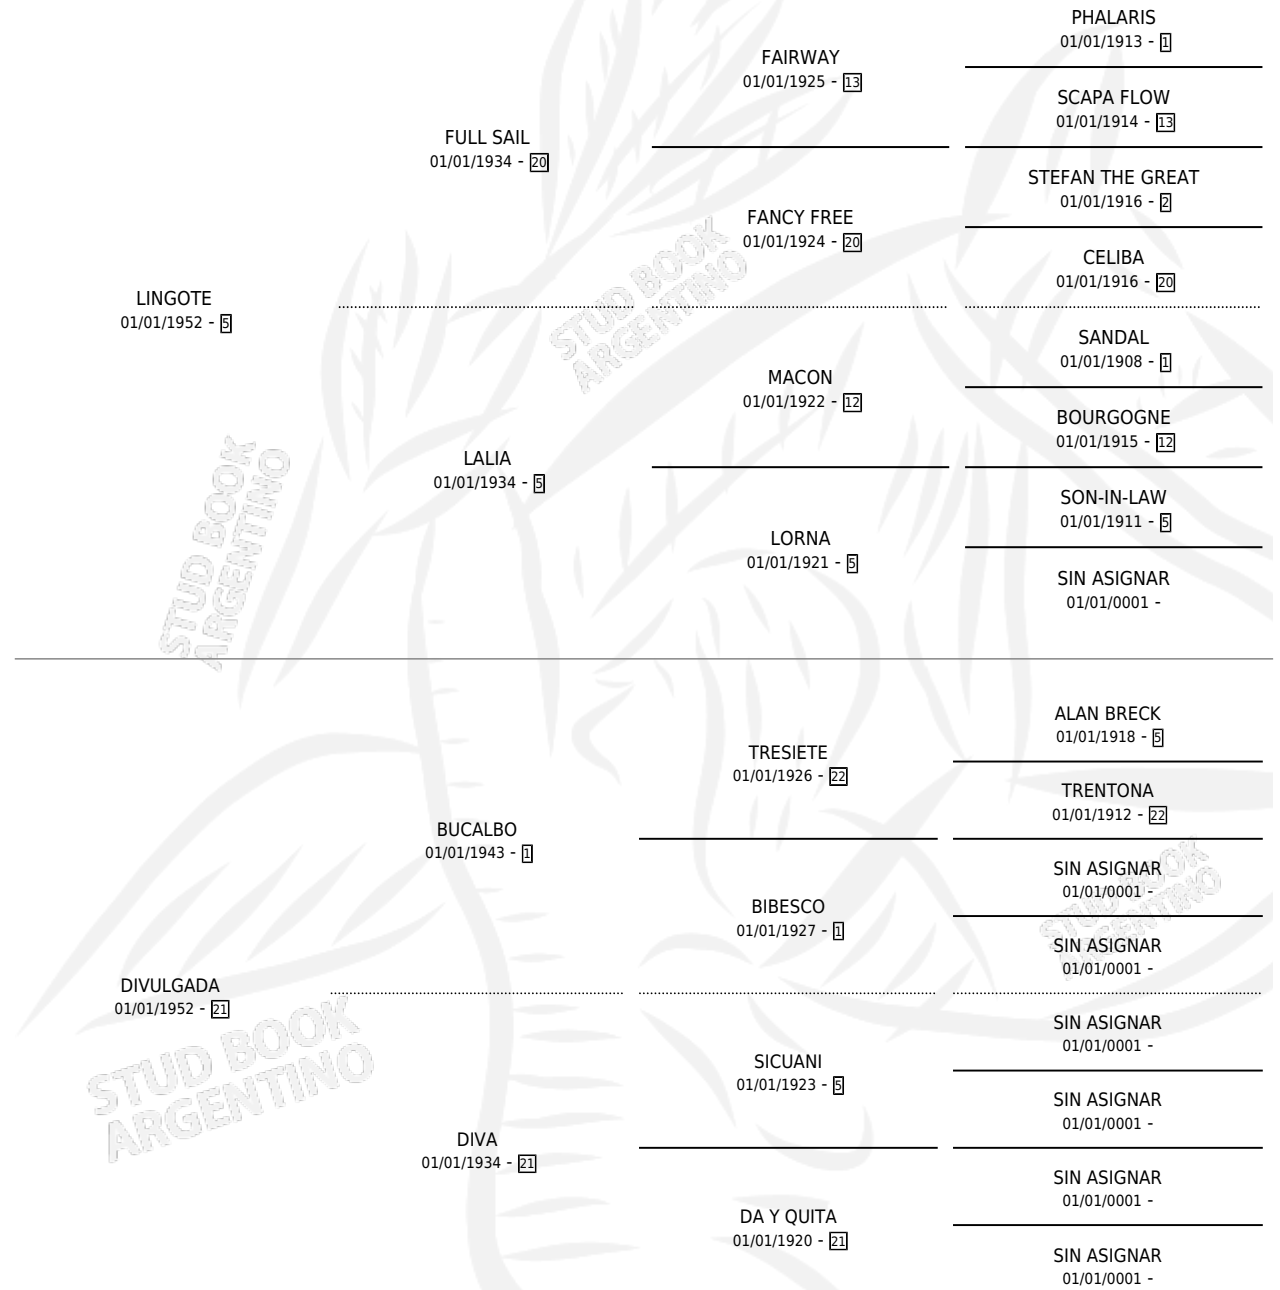 PHALARIS
01/01/1913 - 1
FAIRWAY
01/01/1925 - 13
SCAPA FLOW
01/01/1914 - 13
FULL SAIL
01/01/1934 - 20
STEFAN THE GREAT
01/01/1916 - 2
FANCY FREE
01/01/1924 - 20
CELIBA
01/01/1916 - 20
LINGOTE
01/01/1952 - 5
STUD BOOK
ARGENTINO
SANDAL
01/01/1908 - 1
MACON
01/01/1922 - 12
BOURGOGNE
01/01/1915 - 12
LALIA
01/01/1934 - 5
SON-IN-LAW
01/01/1911 - 5
LORNA
01/01/1921 - 5
SIN ASIGNAR
01/01/0001 -
STUD BOOK
ARGENTINO
ALAN BRECK
01/01/1918 - 5
TRESIETE
01/01/1926 - 22
TRENTONA
01/01/1912 - 22
BUCALBO
01/01/1943 - 1
SIN ASIGNAR
01/01/0001 -
BIBESCO
01/01/1927 - 1
STUD BOOK
ARGENTINO
SIN ASIGNAR
01/01/0001 -
DIVULGADA
01/01/1952 - 21
SIN ASIGNAR
01/01/0001 -
SICUANI
01/01/1923 - 5
STUD BOOK
ARGENTINO
SIN ASIGNAR
01/01/0001 -
DIVA
01/01/1934 - 21
SIN ASIGNAR
01/01/0001 -
DA Y QUITA
01/01/1920 - 21
SIN ASIGNAR
01/01/0001 -